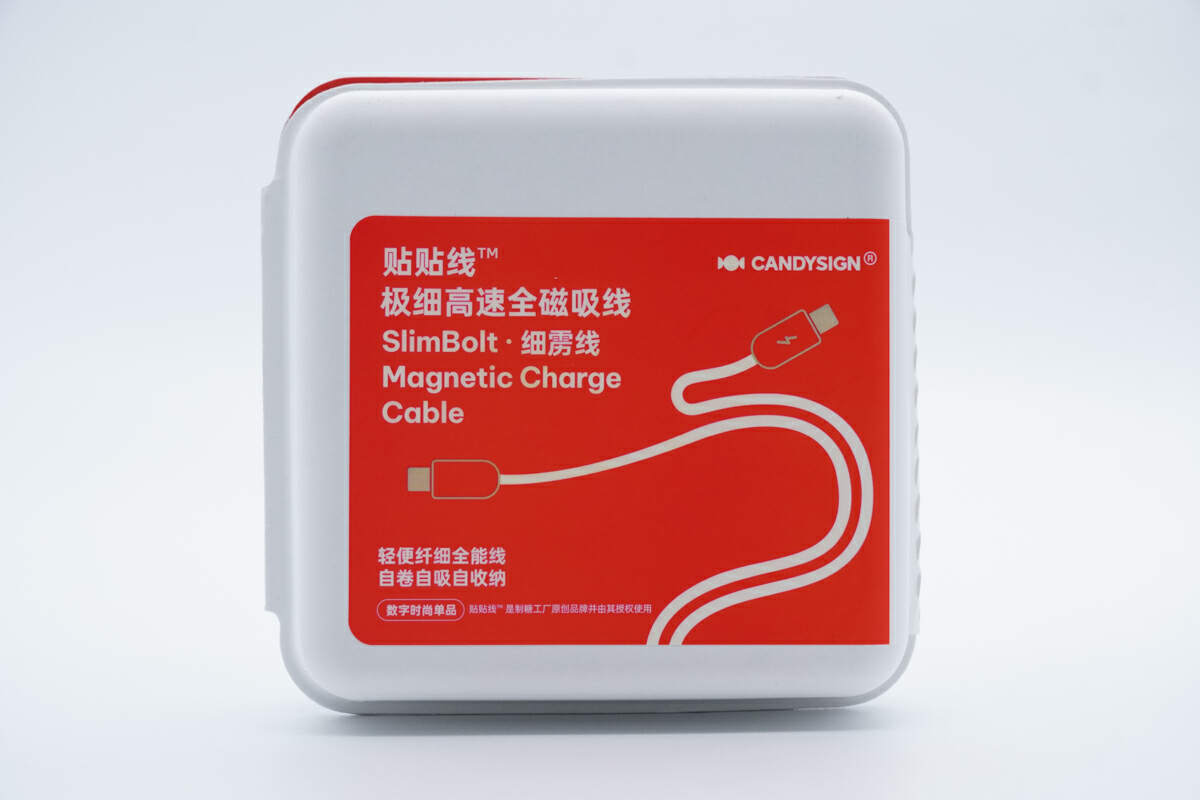 贴贴线™
CANDYSIGN®
极细高速全磁吸线
SlimBolt · 细雳线
Magnetic Charge
Cable
轻便纤细全能线
自卷自吸自收纳
数字时尚单品 贴贴线™ 是制糖工厂原创品牌并由其授权使用